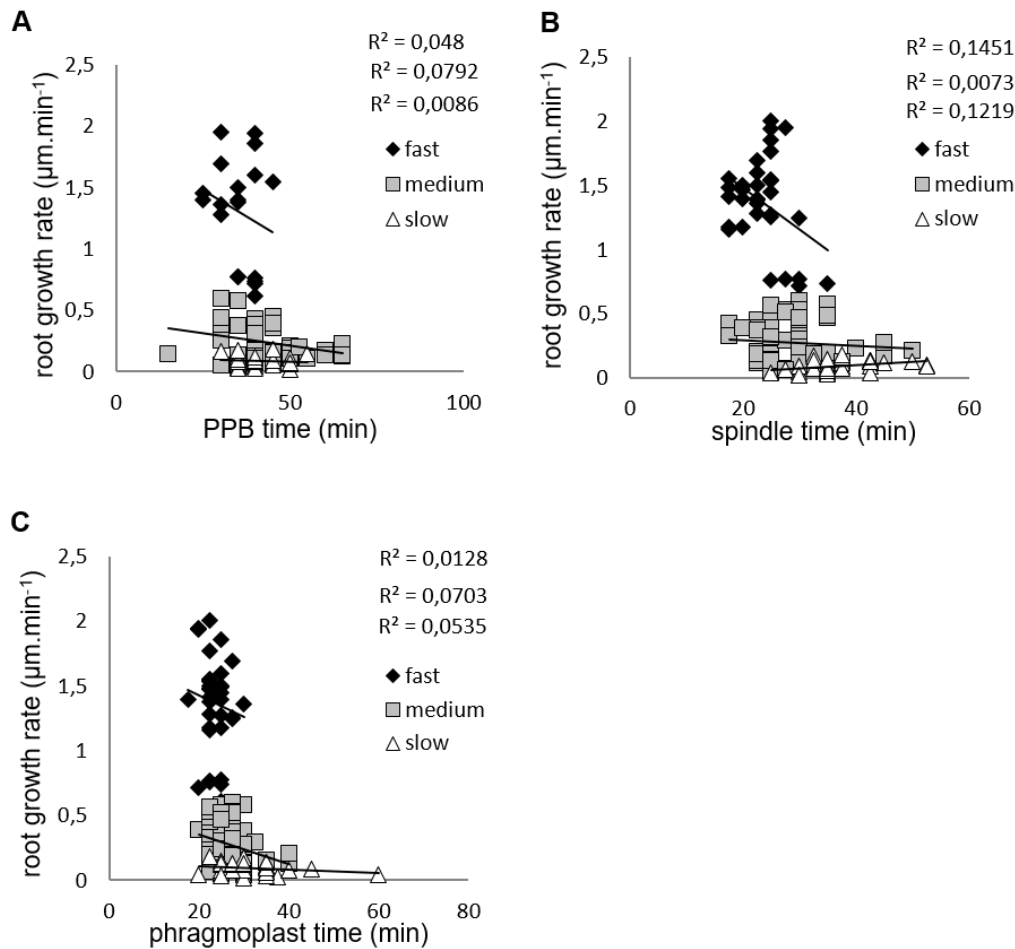 A
R² = 0,048
R² = 0,0792
R² = 0,0086
fast
medium
slow
root growth rate (µm.min⁻¹)
2,5
2
1,5
1
0,5
0
0 50 100
PPB time (min)
B
R² = 0,1451
R² = 0,0073
R² = 0,1219
fast
medium
slow
root growth rate (µm.min⁻¹)
2,5
2
1,5
1
0,5
0
0 20 40 60
spindle time (min)
C
R² = 0,0128
R² = 0,0703
R² = 0,0535
fast
medium
slow
root growth rate (µm.min⁻¹)
2,5
2
1,5
1
0,5
0
0 20 40 60 80
phragmoplast time (min)